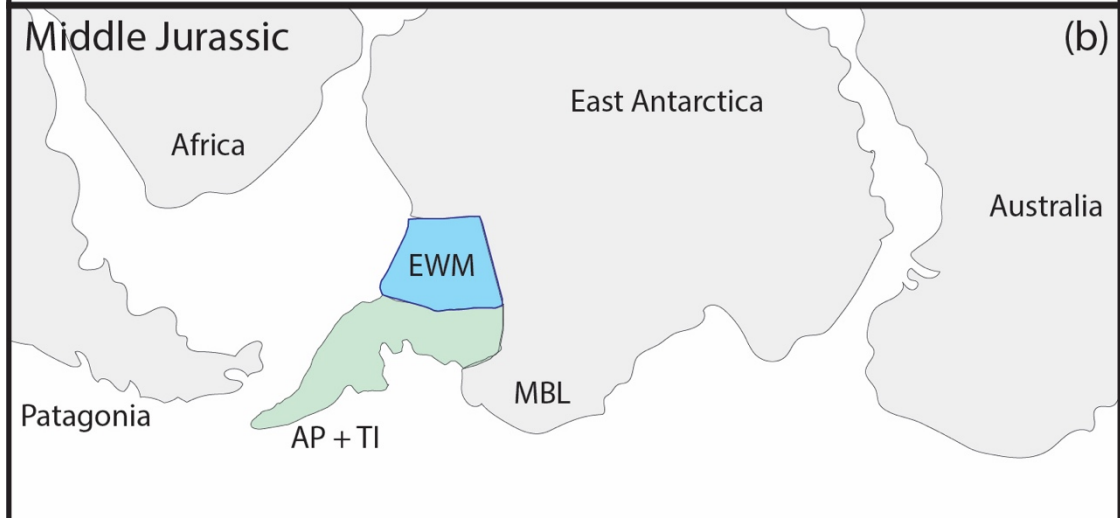 Middle Jurassic
(b)
East Antarctica
Africa
Australia
EWM
MBL
Patagonia
AP + TI